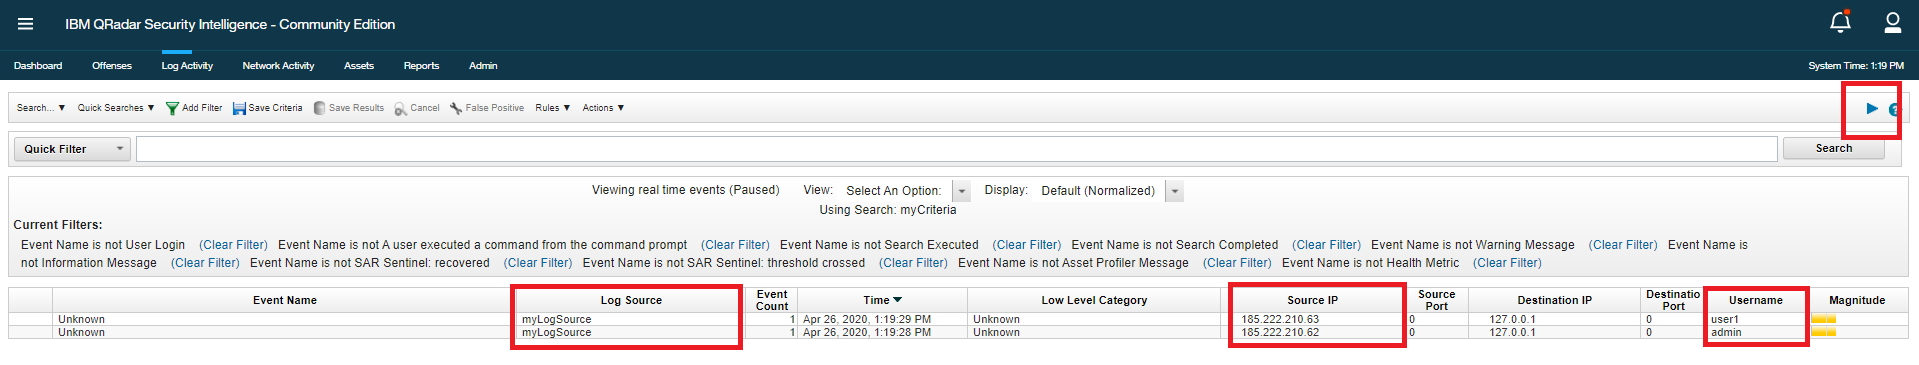 IBM QRadar Security Intelligence - Community Edition
Dashboard Offenses Log Activity Network Activity Assets Reports Admin System Time: 1:19 PM
Search... Quick Searches Add Filter Save Criteria Save Results Cancel False Positive Rules Actions ?
Quick Filter Search
Viewing real time events (Paused) View: Select An Option: Display: Default (Normalized)
Using Search: myCriteria
Current Filters:
Event Name is not User Login (Clear Filter) Event Name is not A user executed a command from the command prompt (Clear Filter) Event Name is not Search Executed (Clear Filter) Event Name is not Search Completed (Clear Filter) Event Name is not Warning Message (Clear Filter) Event Name is
not Information Message (Clear Filter) Event Name is not SAR Sentinel: recovered (Clear Filter) Event Name is not SAR Sentinel: threshold crossed (Clear Filter) Event Name is not Asset Profiler Message (Clear Filter) Event Name is not Health Metric (Clear Filter)
Event Name Log Source Event Count Time Low Level Category Source IP Source Port Destination IP Destinatio Port Username Magnitude
Unknown myLogSource 1 Apr 26, 2020, 1:19:29 PM Unknown 185.222.210.63 0 127.0.0.1 0 user1
Unknown myLogSource 1 Apr 26, 2020, 1:19:28 PM Unknown 185.222.210.62 0 127.0.0.1 0 admin